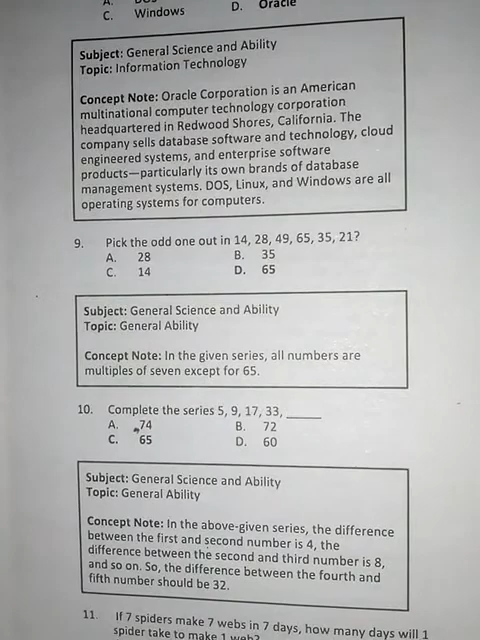 A. DOS
C. Windows D. Oracle
Subject: General Science and Ability
Topic: Information Technology
Concept Note: Oracle Corporation is an American
multinational computer technology corporation
headquartered in Redwood Shores, California. The
company sells database software and technology, cloud
engineered systems, and enterprise software
products—particularly its own brands of database
management systems. DOS, Linux, and Windows are all
operating systems for computers.
9. Pick the odd one out in 14, 28, 49, 65, 35, 21?
A. 28 B. 35
C. 14 D. 65
Subject: General Science and Ability
Topic: General Ability
Concept Note: In the given series, all numbers are
multiples of seven except for 65.
10. Complete the series 5, 9, 17, 33, ______
A. 74 B. 72
C. 65 D. 60
Subject: General Science and Ability
Topic: General Ability
Concept Note: In the above-given series, the difference
between the first and second number is 4, the
difference between the second and third number is 8,
and so on. So, the difference between the fourth and
fifth number should be 32.
11. If 7 spiders make 7 webs in 7 days, how many days will 1
spider take to make 1 web?